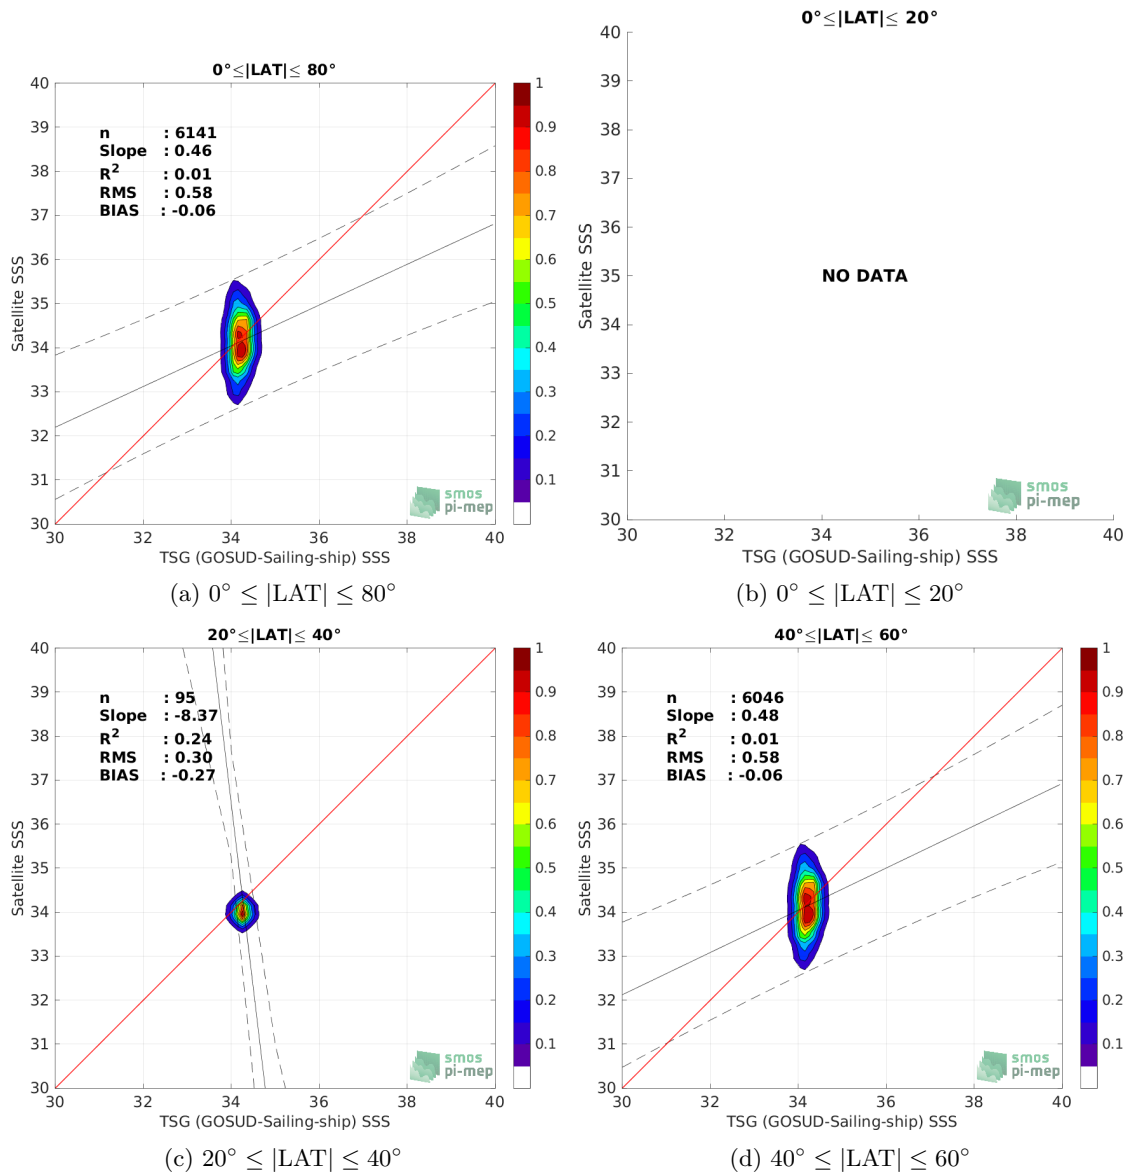 0°≤|LAT|≤ 80°
n : 6141
Slope : 0.46
R² : 0.01
RMS : 0.58
BIAS : -0.06
40
39
38
37
36
35
34
33
32
31
30
Satellite SSS
30 32 34 36 38 40
TSG (GOSUD-Sailing-ship) SSS
1
0.9
0.8
0.7
0.6
0.5
0.4
0.3
0.2
0.1
smos
pi-mep
(a) 0° ≤ |LAT| ≤ 80°
0°≤|LAT|≤ 20°
40
39
38
37
36
35
34
33
32
31
30
Satellite SSS
NO DATA
30 32 34 36 38 40
TSG (GOSUD-Sailing-ship) SSS
smos
pi-mep
(b) 0° ≤ |LAT| ≤ 20°
20°≤|LAT|≤ 40°
n : 95
Slope : -8.37
R² : 0.24
RMS : 0.30
BIAS : -0.27
40
39
38
37
36
35
34
33
32
31
30
Satellite SSS
30 32 34 36 38 40
TSG (GOSUD-Sailing-ship) SSS
1
0.9
0.8
0.7
0.6
0.5
0.4
0.3
0.2
0.1
smos
pi-mep
(c) 20° ≤ |LAT| ≤ 40°
40°≤|LAT|≤ 60°
n : 6046
Slope : 0.48
R² : 0.01
RMS : 0.58
BIAS : -0.06
40
39
38
37
36
35
34
33
32
31
30
Satellite SSS
30 32 34 36 38 40
TSG (GOSUD-Sailing-ship) SSS
1
0.9
0.8
0.7
0.6
0.5
0.4
0.3
0.2
0.1
smos
pi-mep
(d) 40° ≤ |LAT| ≤ 60°